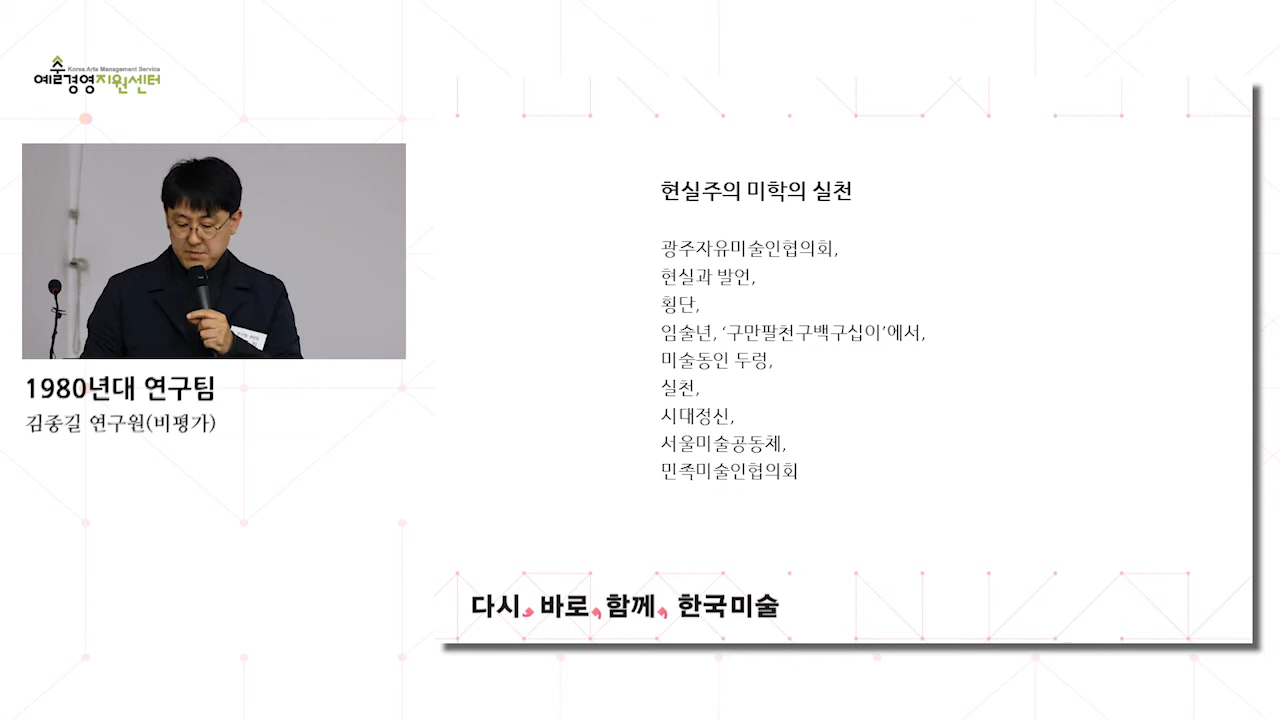 Korea Arts Management Service
예술경영지원센터
1980년대 연구팀
김종길 연구원(비평가)
현실주의 미학의 실천
광주자유미술인협의회,
현실과 발언,
횡단,
임술년, ‘구만팔천구백구십이’에서,
미술동인 두렁,
실천,
시대정신,
서울미술공동체,
민족미술인협의회
다시, 바로, 함께, 한국미술